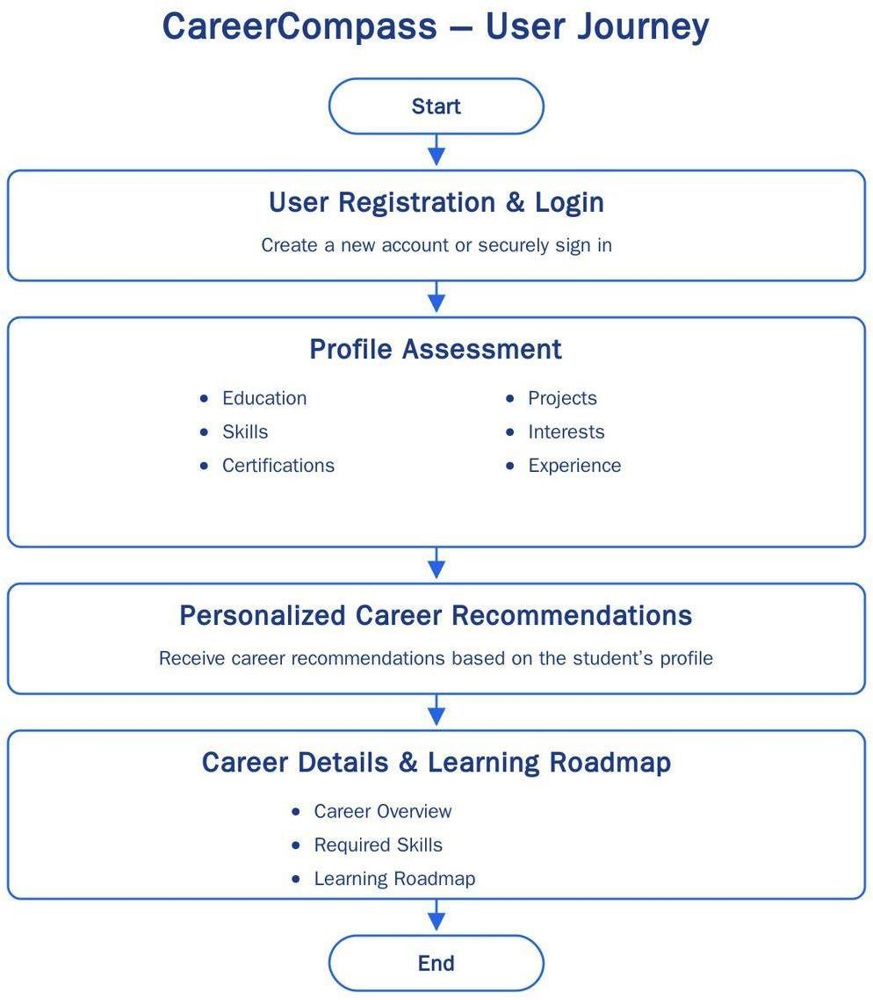 CareerCompass – User Journey
Start
User Registration & Login
Create a new account or securely sign in
Profile Assessment
• Education
• Skills
• Certifications
• Projects
• Interests
• Experience
Personalized Career Recommendations
Receive career recommendations based on the student’s profile
Career Details & Learning Roadmap
• Career Overview
• Required Skills
• Learning Roadmap
End